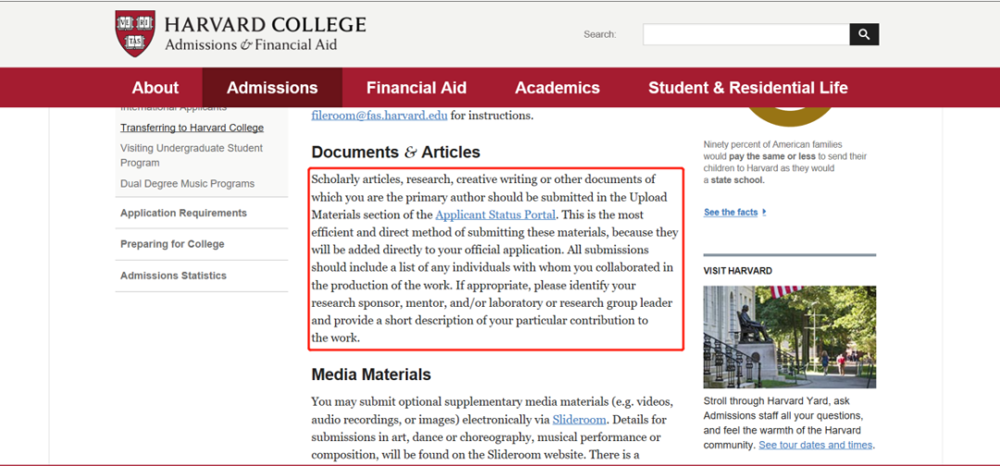 HARVARD COLLEGE
Admissions & Financial Aid
VE RI
TAS
Search:
About
Admissions
Financial Aid
Academics
Student & Residential Life
International Applicants
Transferring to Harvard College
Visiting Undergraduate Student
Program
Dual Degree Music Programs
Application Requirements
Preparing for College
Admissions Statistics
fileroom@fas.harvard.edu for instructions.
Documents & Articles
Scholarly articles, research, creative writing or other documents of
which you are the primary author should be submitted in the Upload
Materials section of the Applicant Status Portal. This is the most
efficient and direct method of submitting these materials, because they
will be added directly to your official application. All submissions
should include a list of any individuals with whom you collaborated in
the production of the work. If appropriate, please identify your
research sponsor, mentor, and/or laboratory or research group leader
and provide a short description of your particular contribution to
the work.
Media Materials
You may submit optional supplementary media materials (e.g. videos,
audio recordings, or images) electronically via Slideroom. Details for
submissions in art, dance or choreography, musical performance or
composition, will be found on the Slideroom website. There is a
Ninety percent of American families
would pay the same or less to send their
children to Harvard as they would
a state school.
See the facts
VISIT HARVARD
Stroll through Harvard Yard, ask
Admissions staff all your questions,
and feel the warmth of the Harvard
community. See tour dates and times.